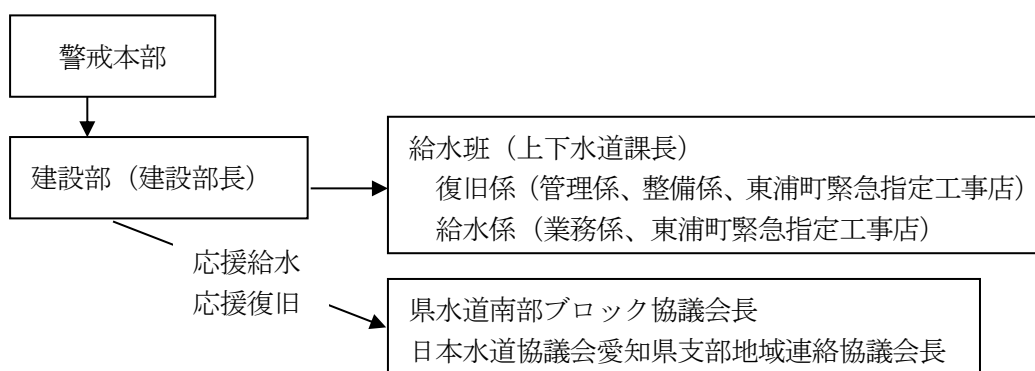 警戒本部
建設部（建設部長）
給水班（上下水道課長）
復旧係（管理係、整備係、東浦町緊急指定工事店）
給水係（業務係、東浦町緊急指定工事店）
応援給水
応援復旧
県水道南部ブロック協議会長
日本水道協議会愛知県支部地域連絡協議会長